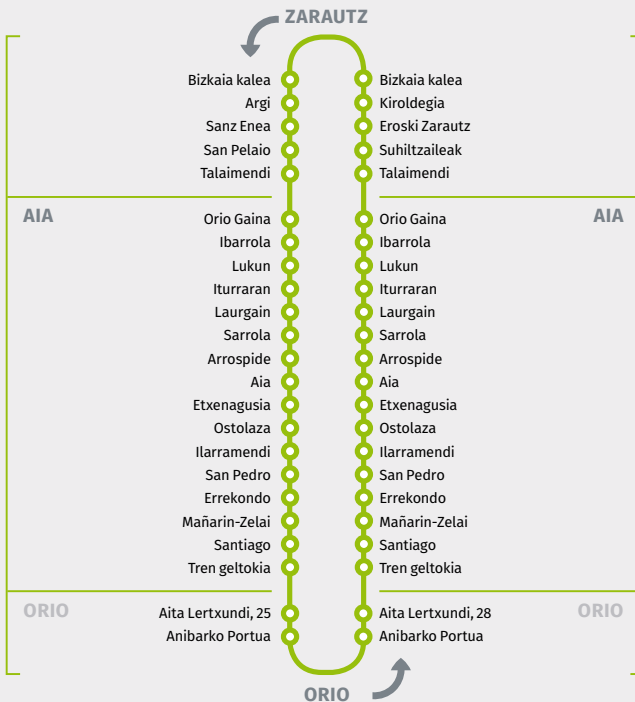 ZARAUTZ
Bizkaia kalea
Argi
Sanz Enea
San Pelaio
Talaimendi
AIA
Orio Gaina
Ibarrola
Lukun
Iturraran
Laurgain
Sarrola
Arrospide
Aia
Etxenagusia
Ostolaza
Ilarramendi
San Pedro
Errekondo
Mañarin-Zelai
Santiago
Tren geltokia
ORIO
Aita Lertxundi, 25
Anibarko Portua
Bizkaia kalea
Kiroldegia
Eroski Zarautz
Suhiltzaileak
Talaimendi
AIA
Orio Gaina
Ibarrola
Lukun
Iturraran
Laurgain
Sarrola
Arrospide
Aia
Etxenagusia
Ostolaza
Ilarramendi
San Pedro
Errekondo
Mañarin-Zelai
Santiago
Tren geltokia
ORIO
Aita Lertxundi, 28
Anibarko Portua
ORIO